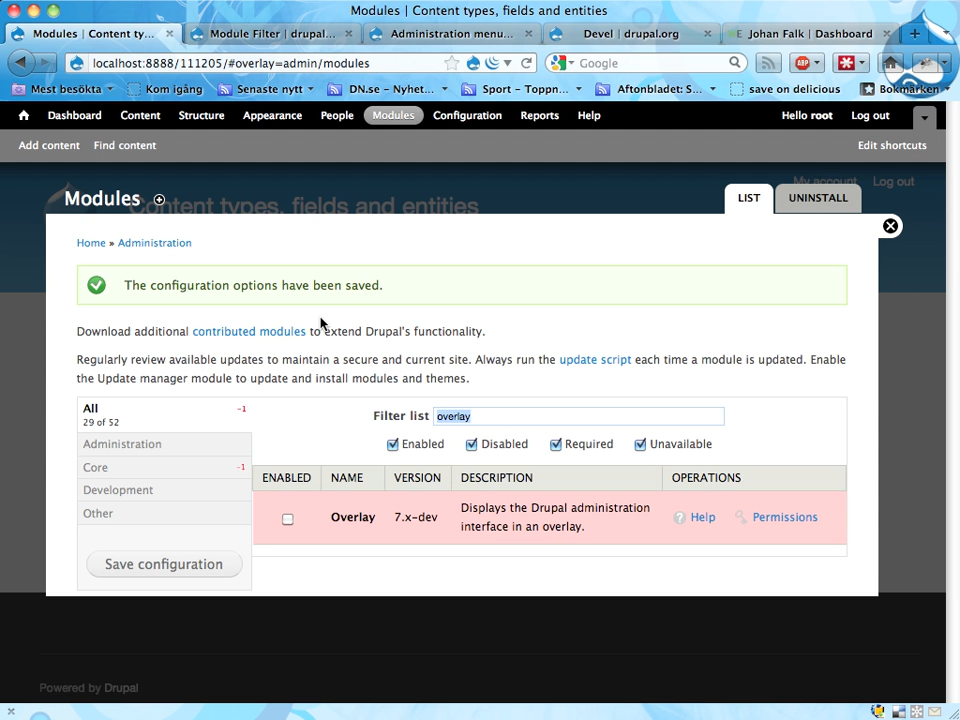 Modules | Content types, fields and entities
Modules | Content ty...
Module Filter | drupal...
Administration menu...
Devel | drupal.org
Johan Falk | Dashboard
localhost:8888/111205/#overlay=admin/modules
Google
ABP
Mest besökta
Kom igång
Senaste nytt
DN.se - Nyhet...
Sport - Toppn...
Aftonbladet: S...
save on delicious
Bokmärken
Dashboard
Content
Structure
Appearance
People
Modules
Configuration
Reports
Help
Hello root
Log out
Add content
Find content
Edit shortcuts
My account
Log out
Content types, fields and entities
Modules
LIST
UNINSTALL
Home » Administration
The configuration options have been saved.
Download additional contributed modules to extend Drupal's functionality.
Regularly review available updates to maintain a secure and current site. Always run the update script each time a module is updated. Enable
the Update manager module to update and install modules and themes.
All -1
29 of 52
Administration
Core -1
Development
Other
Save configuration
Filter list overlay
Enabled Disabled Required Unavailable
ENABLED NAME VERSION DESCRIPTION OPERATIONS
Overlay 7.x-dev Displays the Drupal administration
interface in an overlay.
Help Permissions
Powered by Drupal